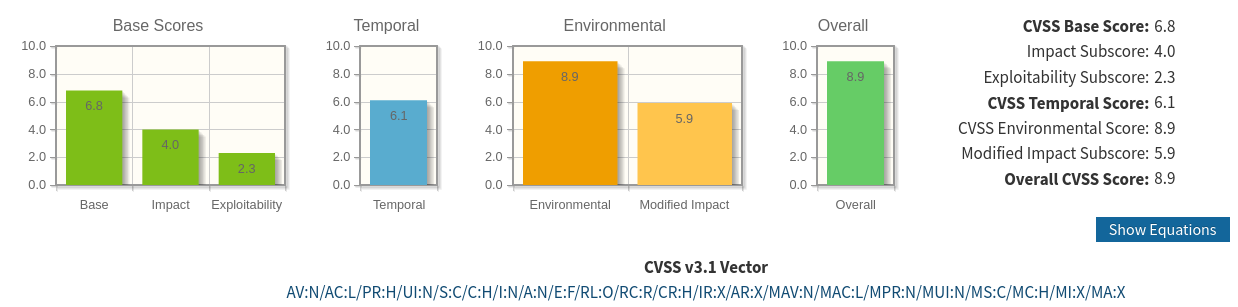 Base Scores
10.0
8.0
6.0
4.0
2.0
0.0
6.8
4.0
2.3
Base
Impact
Exploitability
Temporal
10.0
8.0
6.0
4.0
2.0
0.0
6.1
Temporal
Environmental
10.0
8.0
6.0
4.0
2.0
0.0
8.9
5.9
Environmental
Modified Impact
Overall
10.0
8.0
6.0
4.0
2.0
0.0
8.9
Overall
CVSS Base Score: 6.8
Impact Subscore: 4.0
Exploitability Subscore: 2.3
CVSS Temporal Score: 6.1
CVSS Environmental Score: 8.9
Modified Impact Subscore: 5.9
Overall CVSS Score: 8.9
Show Equations
CVSS v3.1 Vector
AV:N/AC:L/PR:H/UI:N/S:C/C:H/I:N/A:N/E:F/RL:O/RC:R/CR:H/IR:X/AR:X/MAV:N/MAC:L/MPR:N/MUI:N/MS:C/MC:H/MI:X/MA:X